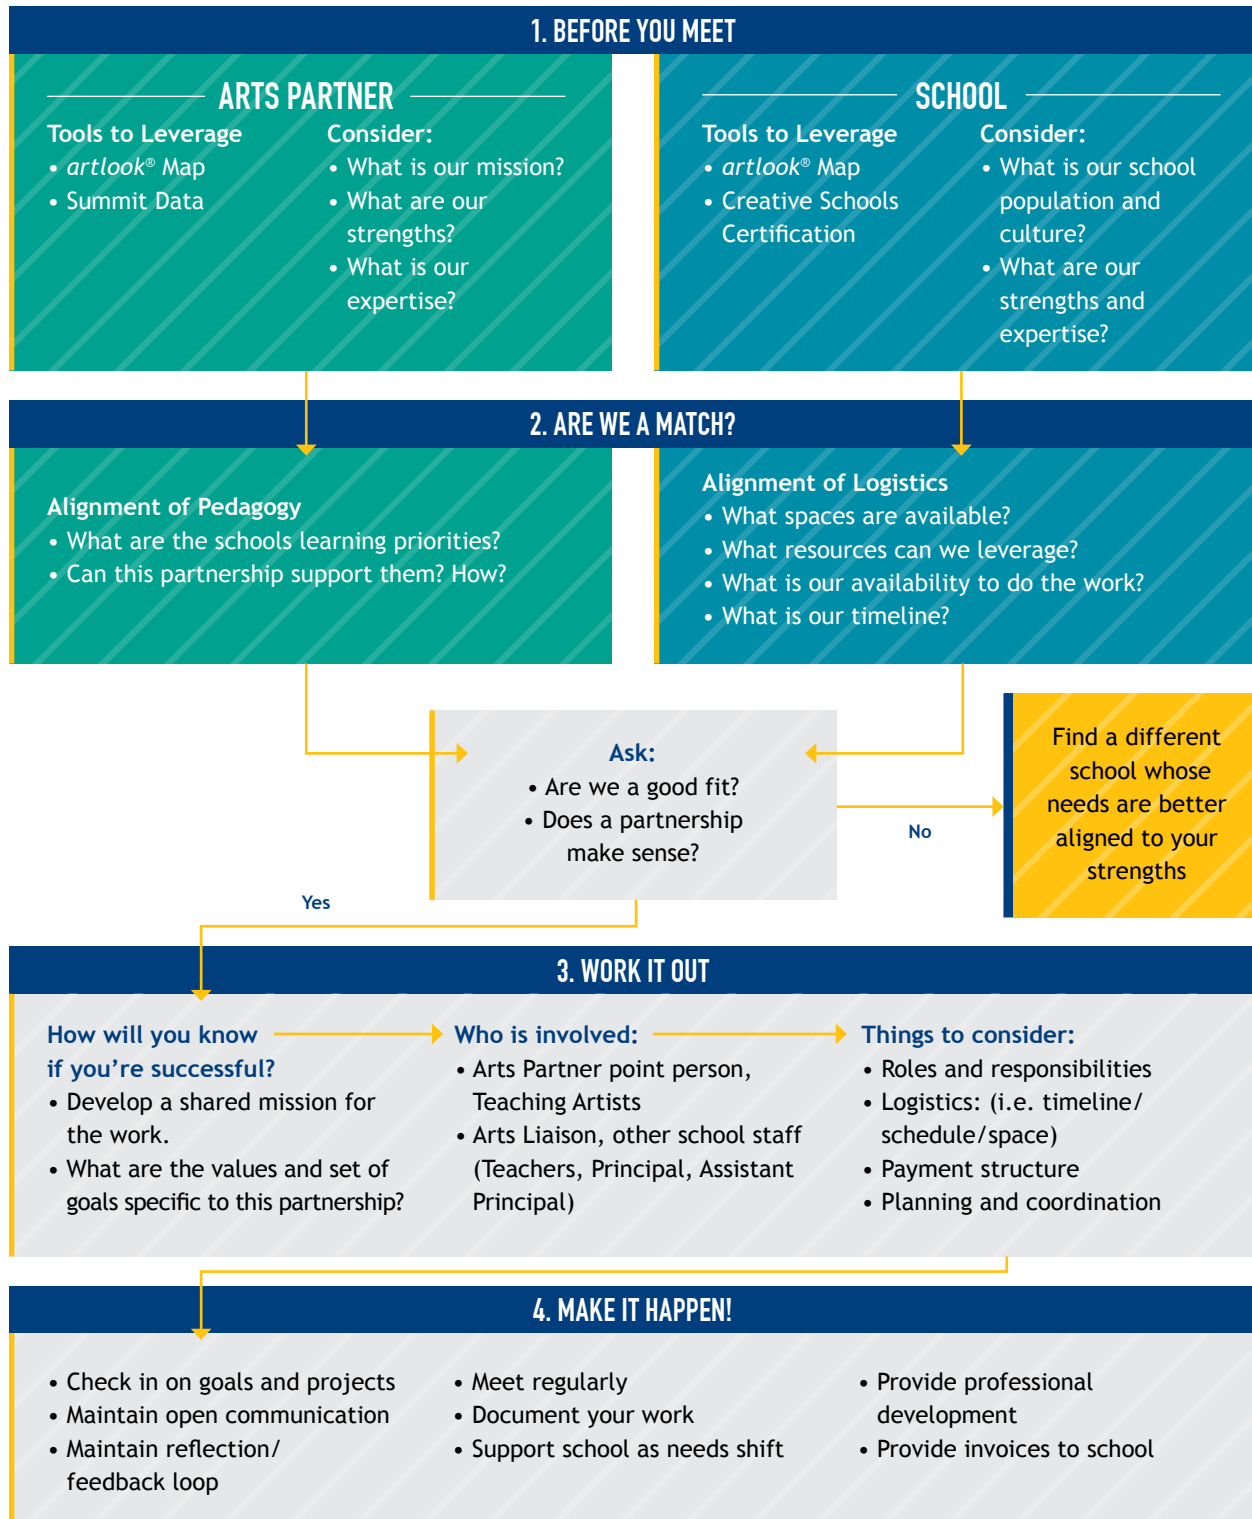 1. BEFORE YOU MEET
ARTS PARTNER
Tools to Leverage
• artlook® Map
• Summit Data
Consider:
• What is our mission?
• What are our
strengths?
• What is our
expertise?
SCHOOL
Tools to Leverage
• artlook® Map
• Creative Schools
Certification
Consider:
• What is our school
population and
culture?
• What are our
strengths and
expertise?
2. ARE WE A MATCH?
Alignment of Pedagogy
• What are the schools learning priorities?
• Can this partnership support them? How?
Alignment of Logistics
• What spaces are available?
• What resources can we leverage?
• What is our availability to do the work?
• What is our timeline?
Ask:
• Are we a good fit?
• Does a partnership
make sense?
No
Find a different
school whose
needs are better
aligned to your
strengths
Yes
3. WORK IT OUT
How will you know
if you’re successful?
• Develop a shared mission for
the work.
• What are the values and set of
goals specific to this partnership?
Who is involved:
• Arts Partner point person,
Teaching Artists
• Arts Liaison, other school staff
(Teachers, Principal, Assistant
Principal)
Things to consider:
• Roles and responsibilities
• Logistics: (i.e. timeline/
schedule/space)
• Payment structure
• Planning and coordination
4. MAKE IT HAPPEN!
• Check in on goals and projects
• Maintain open communication
• Maintain reflection/
feedback loop
• Meet regularly
• Document your work
• Support school as needs shift
• Provide professional
development
• Provide invoices to school